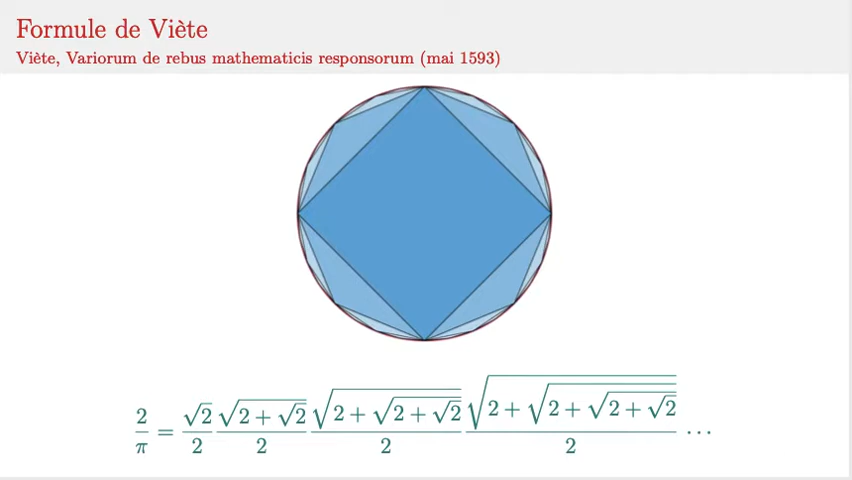 Formule de Viète
Viète, Variorum de rebus mathematicis responsorum (mai 1593)
2/π = √2/2 √(2+√2)/2 √(2+√(2+√2))/2 √(2+√(2+√(2+√2)))/2 ⋯